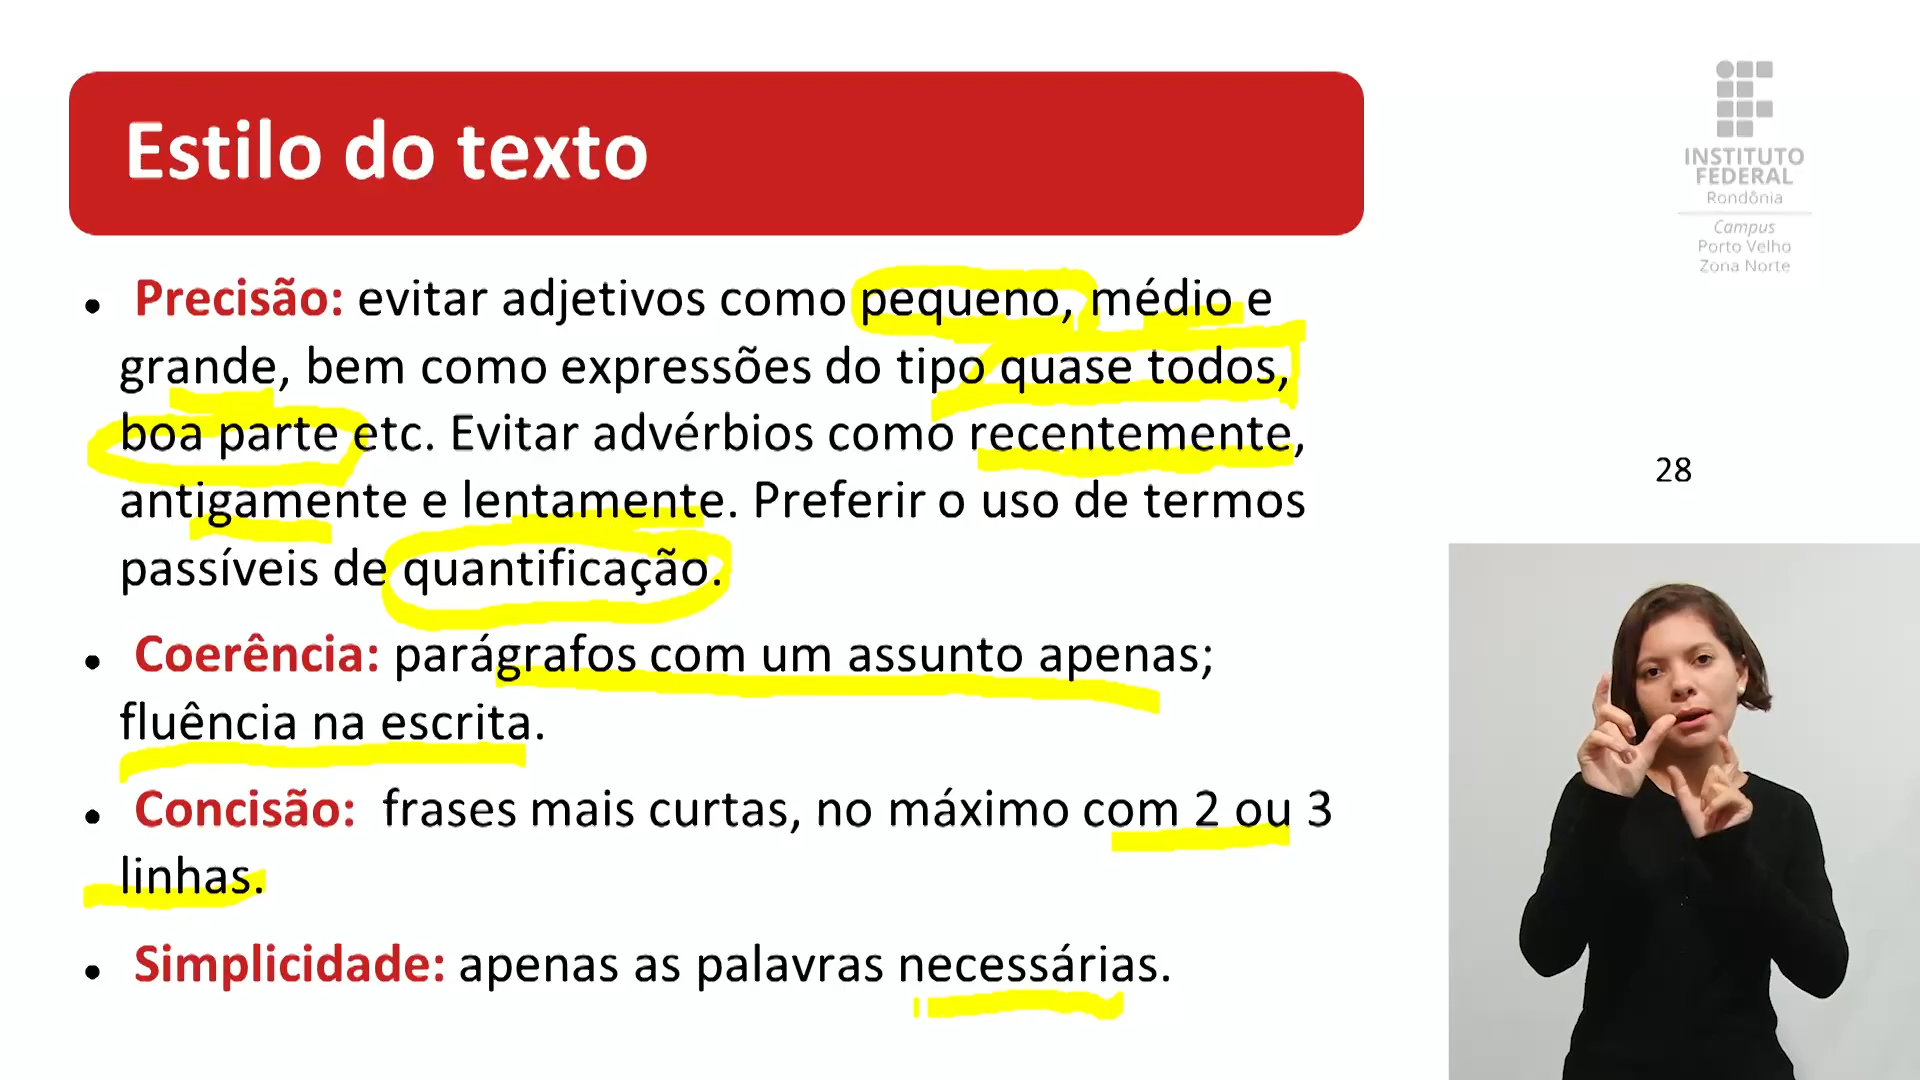 Estilo do texto
INSTITUTO
FEDERAL
Rondônia
Campus
Porto Velho
Zona Norte
• Precisão: evitar adjetivos como pequeno, médio e
grande, bem como expressões do tipo quase todos,
boa parte etc. Evitar advérbios como recentemente,
antigamente e lentamente. Preferir o uso de termos
passíveis de quantificação.
• Coerência: parágrafos com um assunto apenas;
fluência na escrita.
• Concisão: frases mais curtas, no máximo com 2 ou 3
linhas.
• Simplicidade: apenas as palavras necessárias.
28